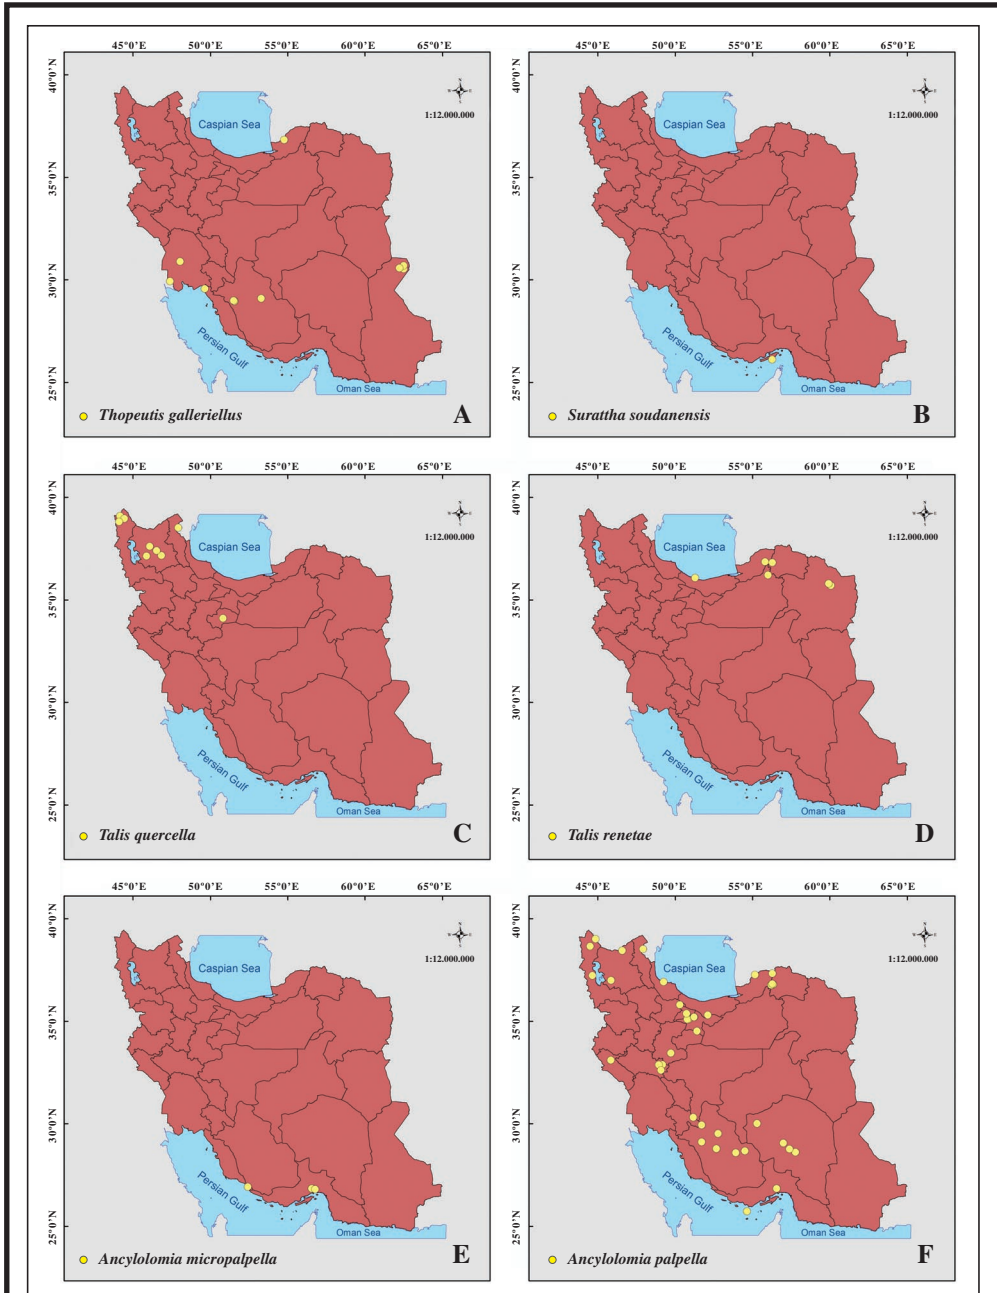 45°0'E 50°0'E 55°0'E 60°0'E 65°0'E
40°0'N
35°0'N
30°0'N
25°0'N
N
W E
S
1:12.000.000
Caspian Sea
Persian Gulf
Oman Sea
Thopeutis galleriellus
A
45°0'E 50°0'E 55°0'E 60°0'E 65°0'E
40°0'N
35°0'N
30°0'N
25°0'N
N
W E
S
1:12.000.000
Caspian Sea
Persian Gulf
Oman Sea
Surattha soudanensis
B
45°0'E 50°0'E 55°0'E 60°0'E 65°0'E
40°0'N
35°0'N
30°0'N
25°0'N
N
W E
S
1:12.000.000
Caspian Sea
Persian Gulf
Oman Sea
Talis quercella
C
45°0'E 50°0'E 55°0'E 60°0'E 65°0'E
40°0'N
35°0'N
30°0'N
25°0'N
N
W E
S
1:12.000.000
Caspian Sea
Persian Gulf
Oman Sea
Talis renetae
D
45°0'E 50°0'E 55°0'E 60°0'E 65°0'E
40°0'N
35°0'N
30°0'N
25°0'N
N
W E
S
1:12.000.000
Caspian Sea
Persian Gulf
Oman Sea
Ancylolomia micropalpella
E
45°0'E 50°0'E 55°0'E 60°0'E 65°0'E
40°0'N
35°0'N
30°0'N
25°0'N
N
W E
S
1:12.000.000
Caspian Sea
Persian Gulf
Oman Sea
Ancylolomia palpella
F